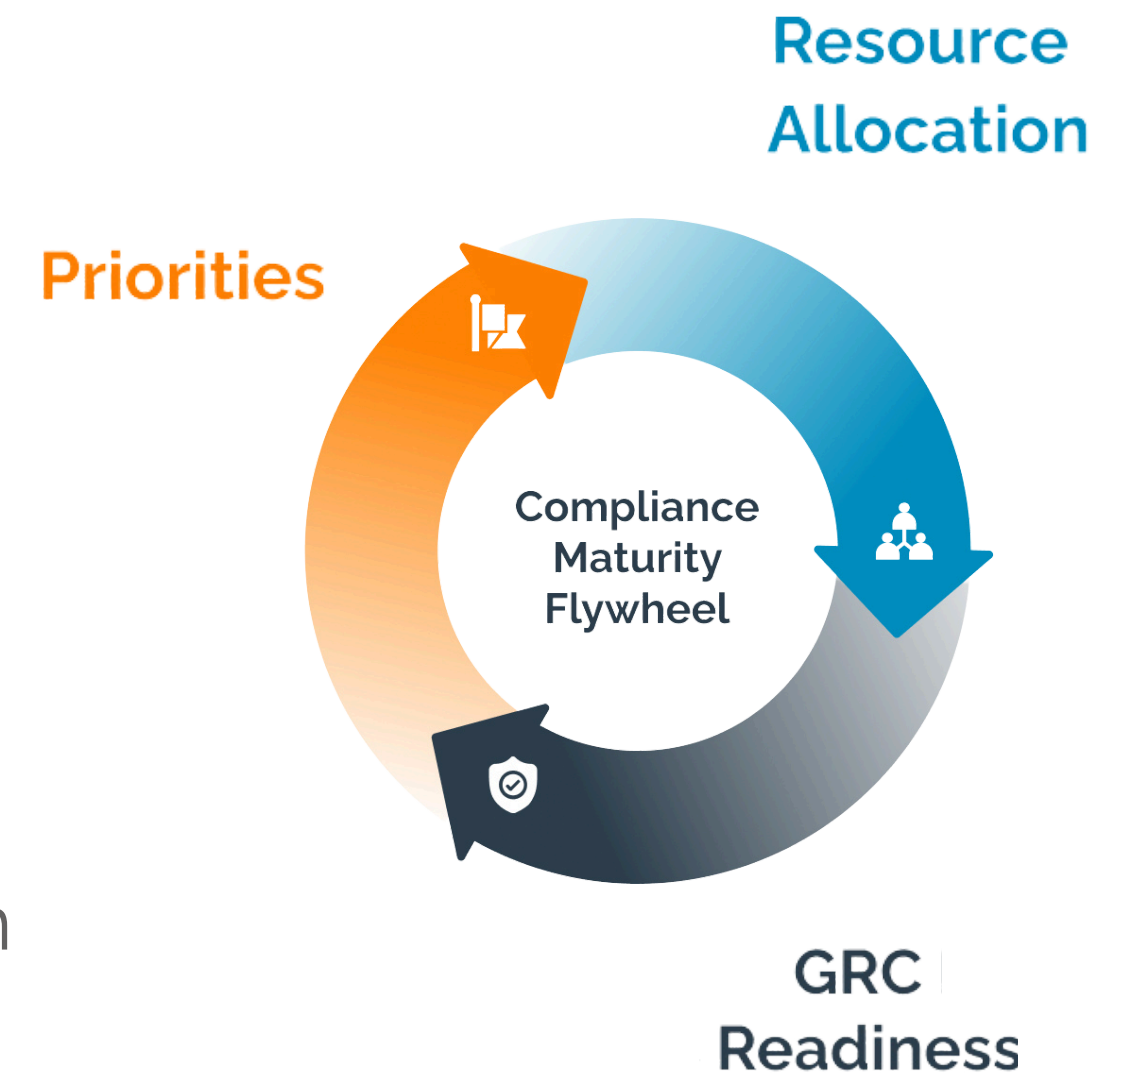 Resource
Allocation
Priorities
Compliance
Maturity
Flywheel
GRC
Readiness